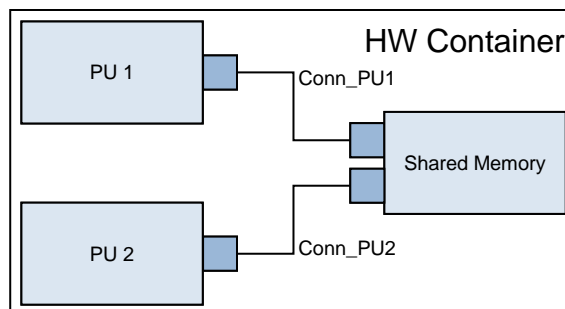 HW Container
PU 1
Conn_PU1
Shared Memory
PU 2
Conn_PU2